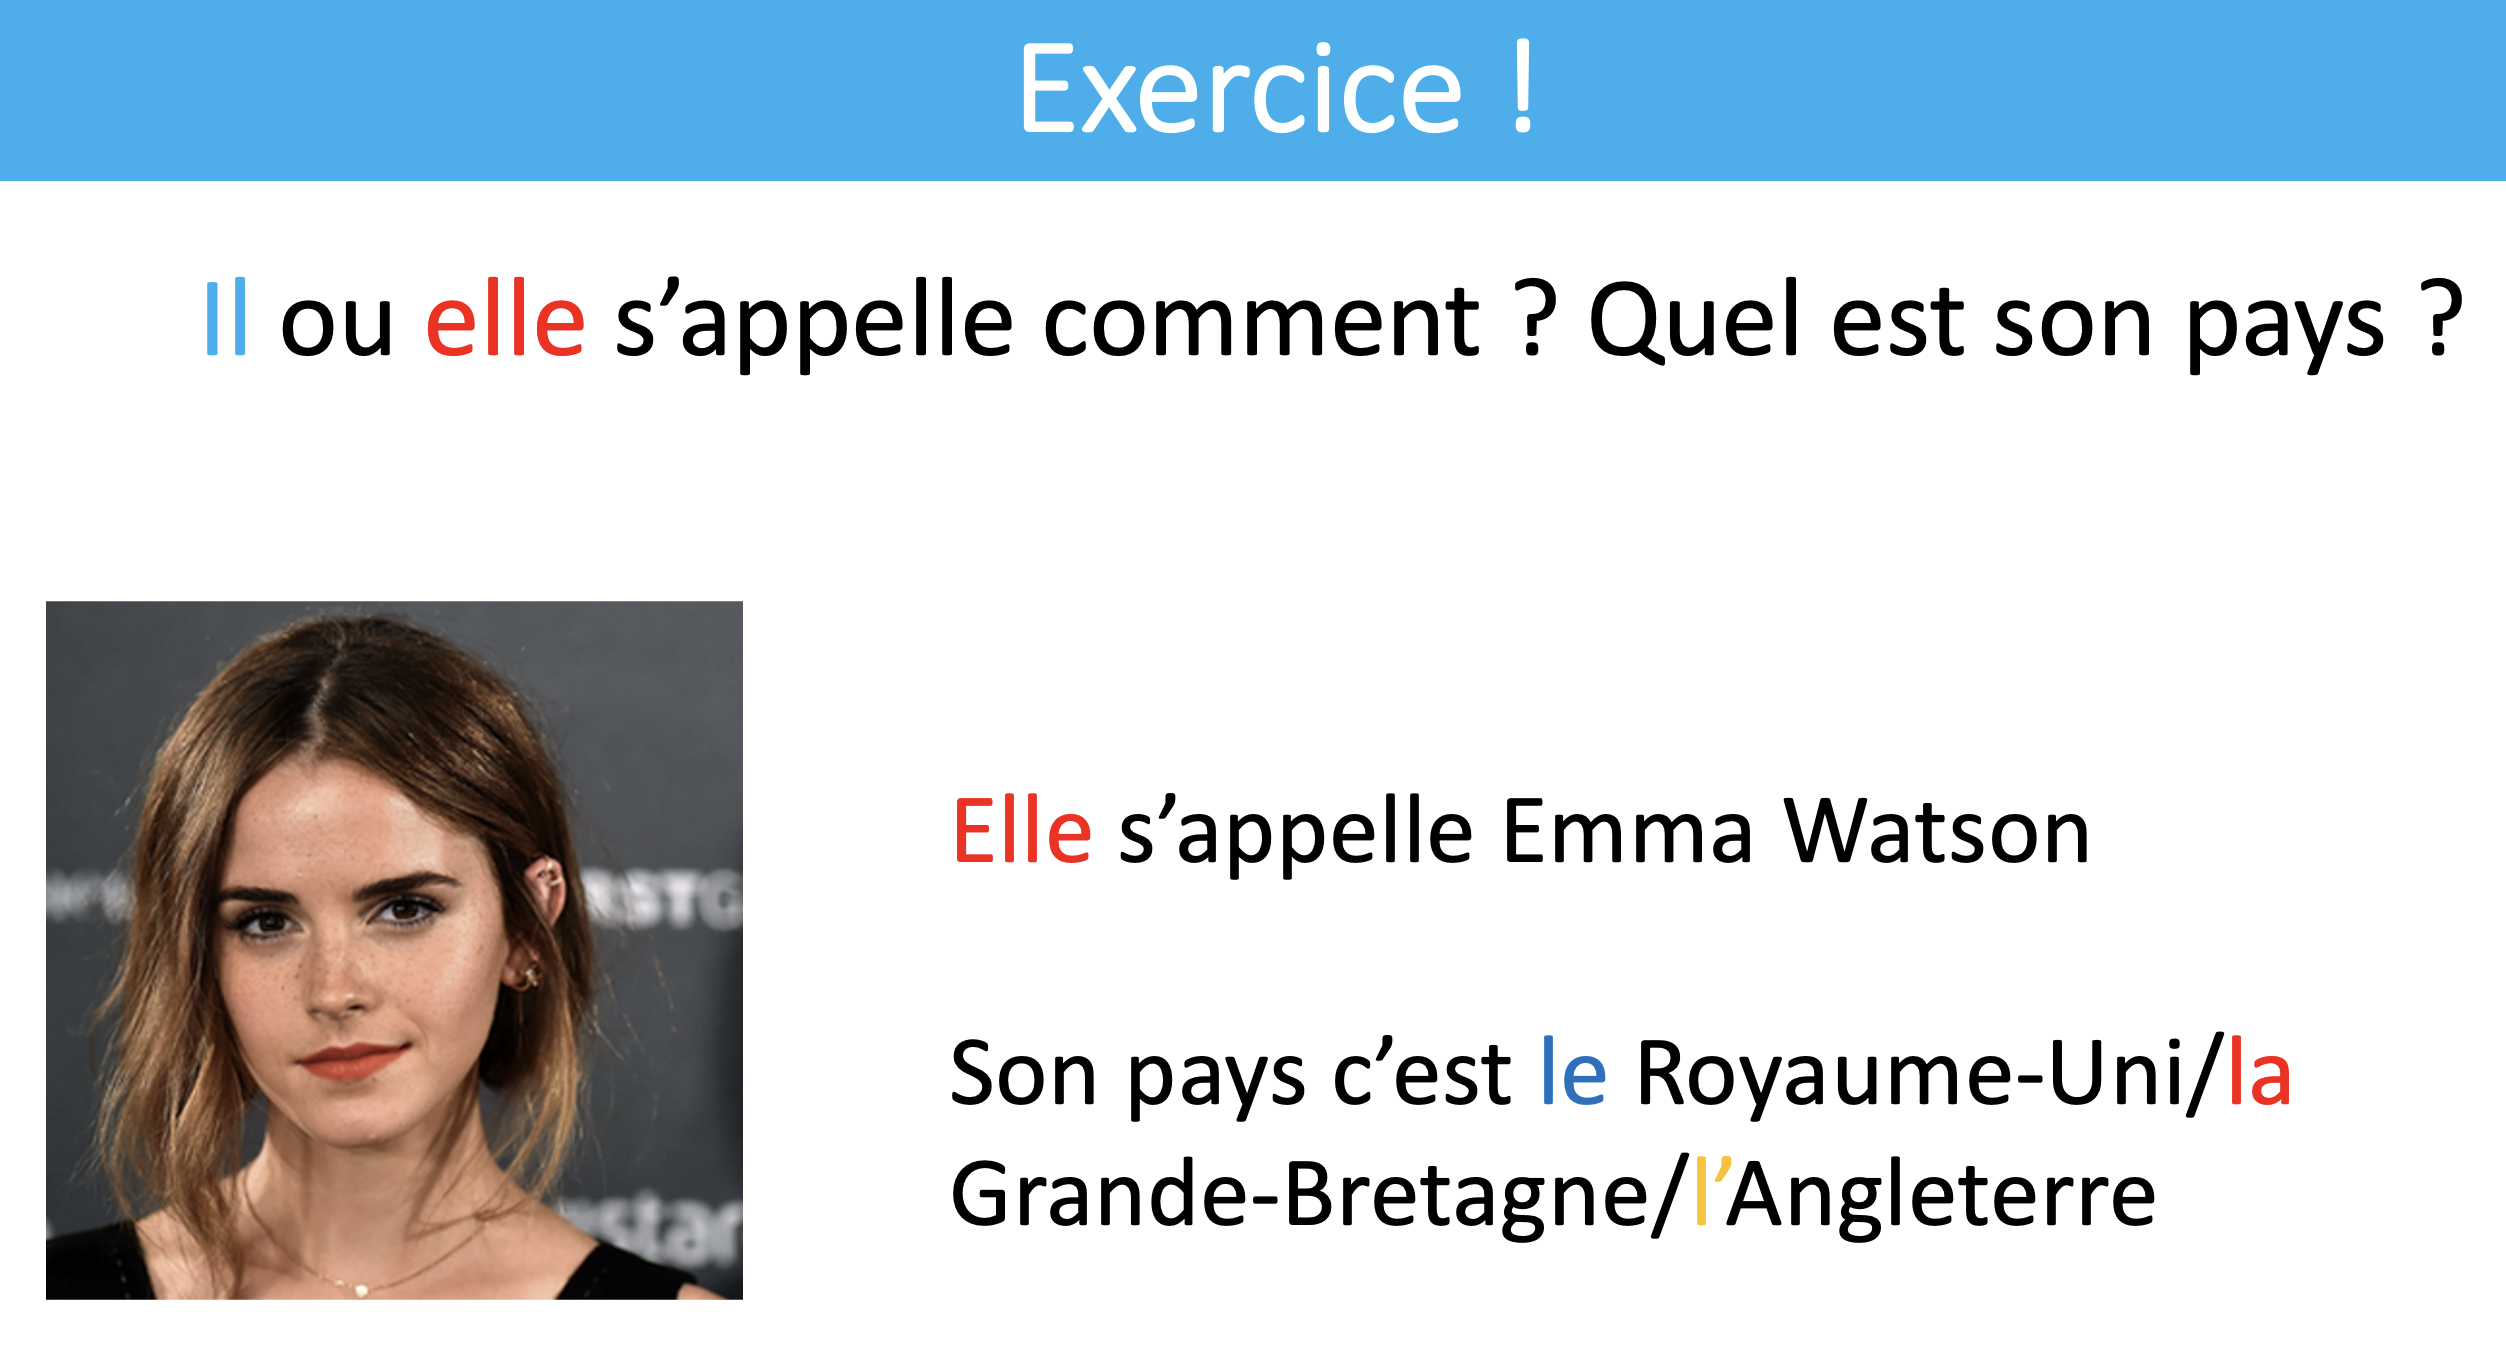 Exercice !
Il ou elle s’appelle comment ? Quel est son pays ?
Elle s’appelle Emma Watson
Son pays c’est le Royaume-Uni/la
Grande-Bretagne/l’Angleterre